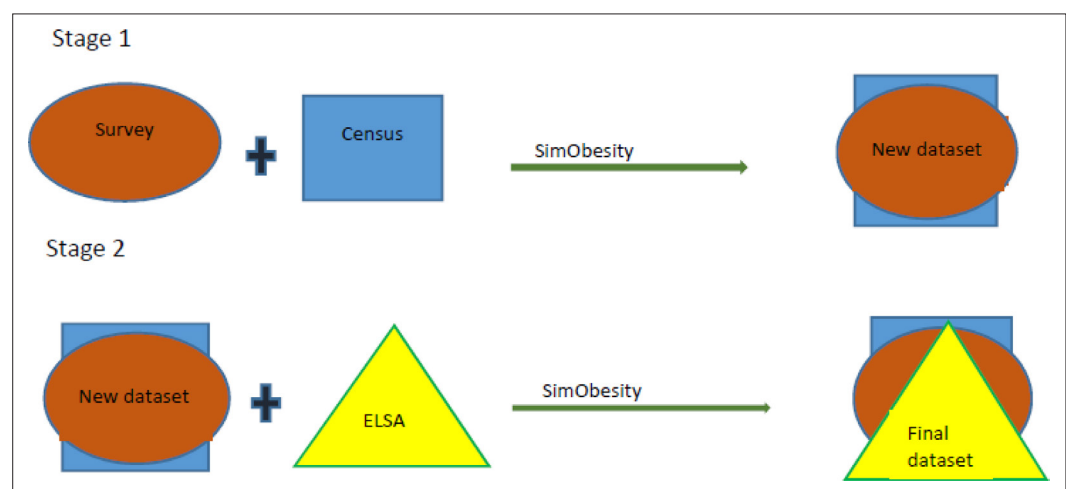 Stage 1
Survey
Census
SimObesity
New dataset
Stage 2
New dataset
ELSA
SimObesity
Final
dataset